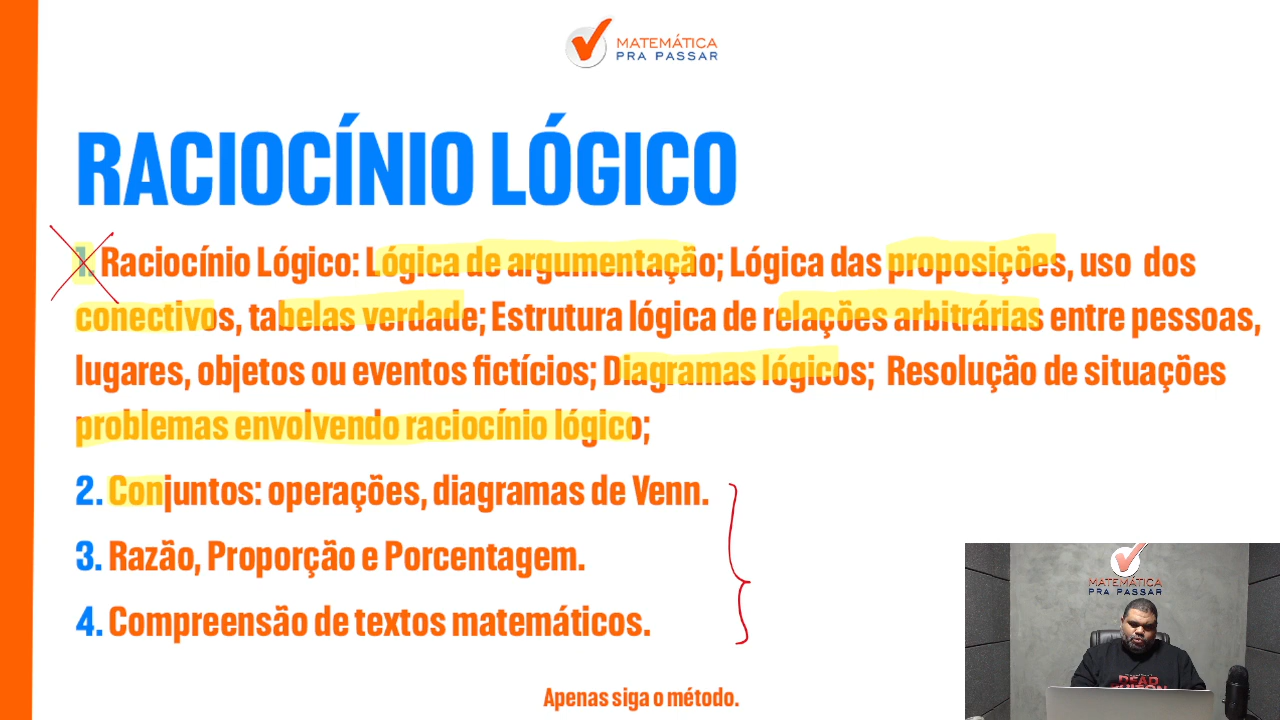 MATEMÁTICA
PRA PASSAR
RACIOCÍNIO LÓGICO
1. Raciocínio Lógico: Lógica de argumentação; Lógica das proposições, uso dos
conectivos, tabelas verdade; Estrutura lógica de relações arbitrárias entre pessoas,
lugares, objetos ou eventos fictícios; Diagramas lógicos; Resolução de situações
problemas envolvendo raciocínio lógico;
2. Conjuntos: operações, diagramas de Venn.
3. Razão, Proporção e Porcentagem.
4. Compreensão de textos matemáticos.
Apenas siga o método.
MATEMÁTICA
PRA PASSAR
DEAD